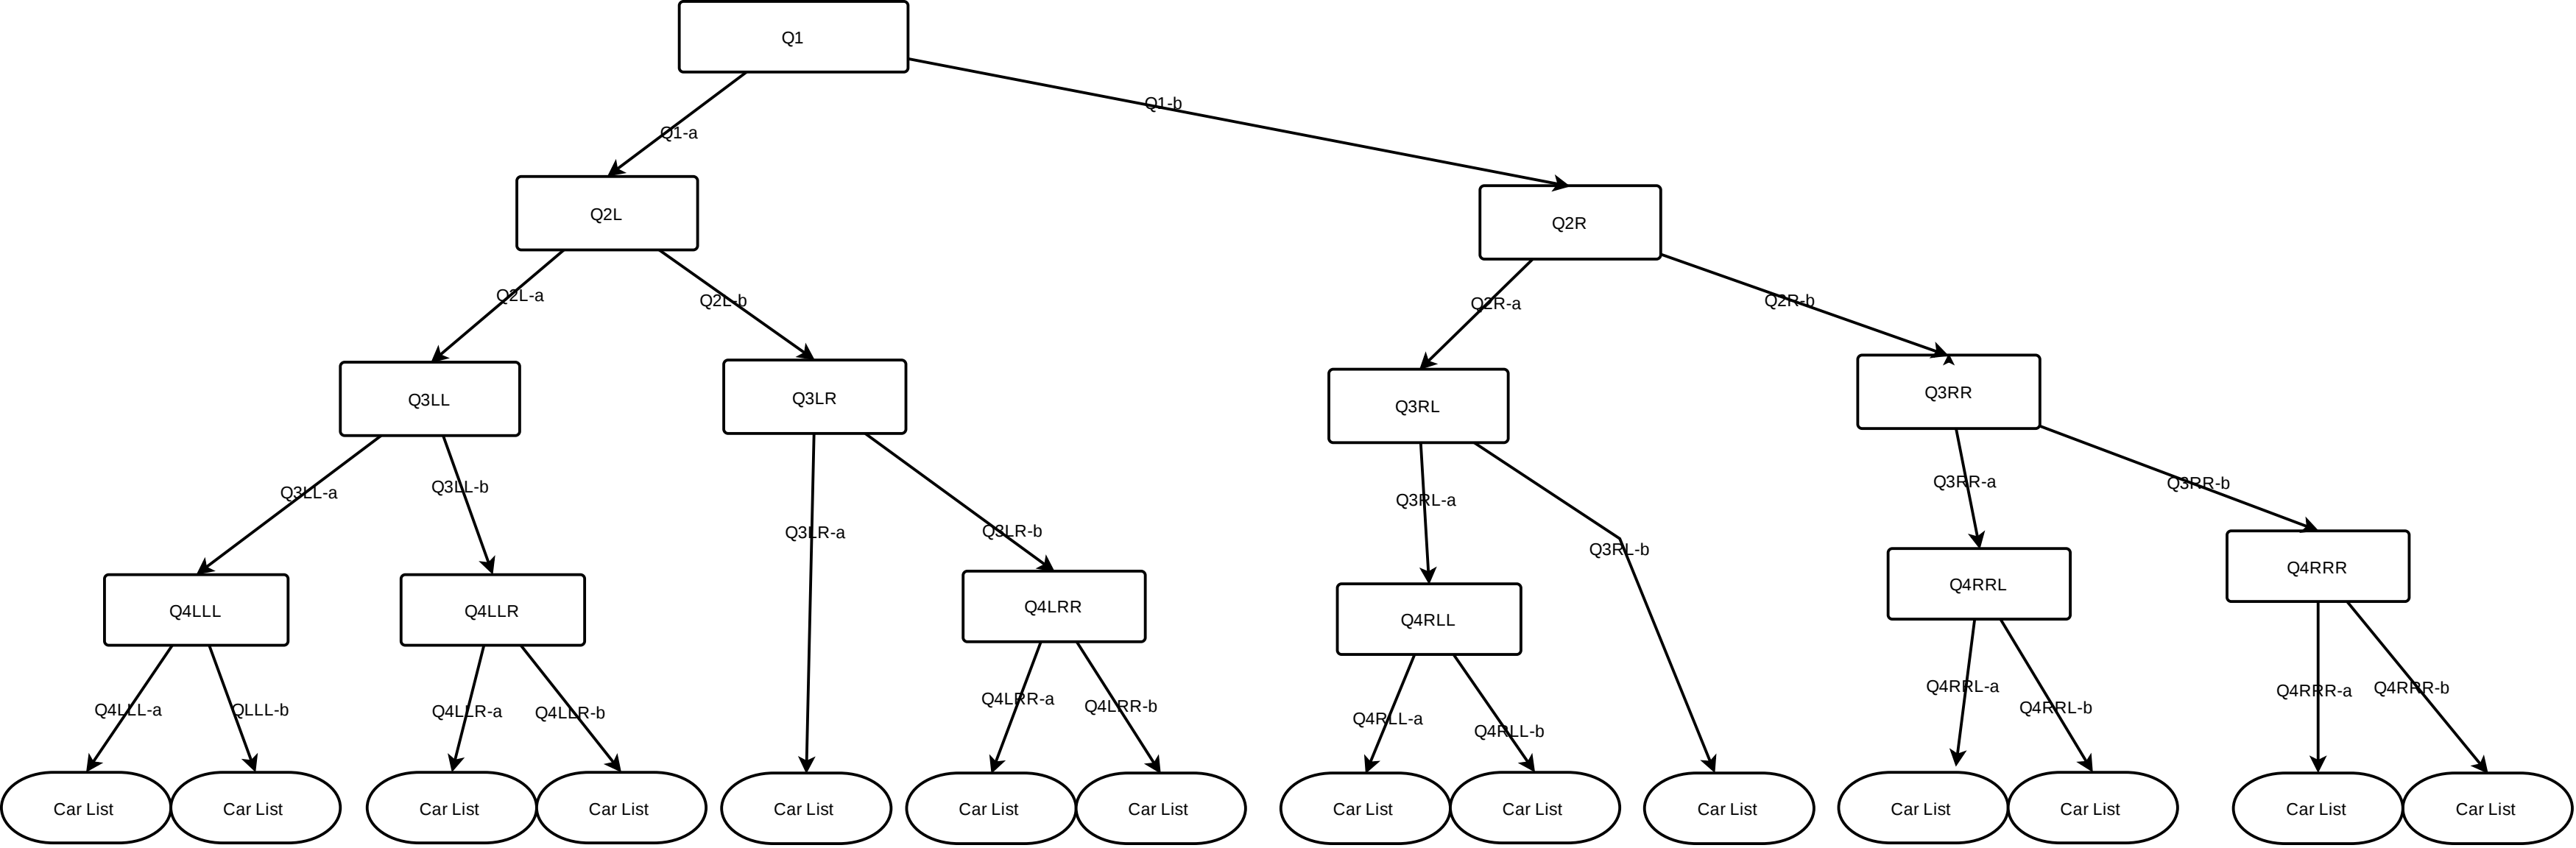 Q1
Q1-b
Q1-a
Q2L
Q2R
Q2L-a
Q2L-b
Q2R-a
Q2R-b
Q3LL
Q3LR
Q3RL
Q3RR
Q3LL-a
Q3LL-b
Q3LR-a
Q3LR-b
Q3RL-a
Q3RL-b
Q3RR-a
Q3RR-b
Q4LLL
Q4LLR
Q4LRR
Q4RLL
Q4RRL
Q4RRR
Q4LLL-a
QLLL-b
Q4LLR-a
Q4LLR-b
Q4LRR-a
Q4LRR-b
Q4RLL-a
Q4RLL-b
Q4RRL-a
Q4RRL-b
Q4RRR-a
Q4RRR-b
Car List
Car List
Car List
Car List
Car List
Car List
Car List
Car List
Car List
Car List
Car List
Car List
Car List
Car List